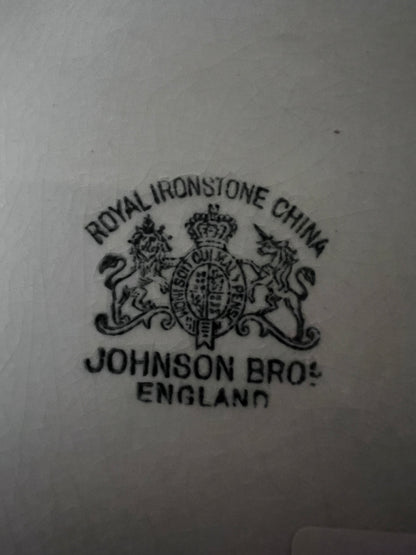 ROYAL IRONSTONE CHINA
HONI SOIT QUI MAL Y PENSE
JOHNSON BROS
ENGLAND